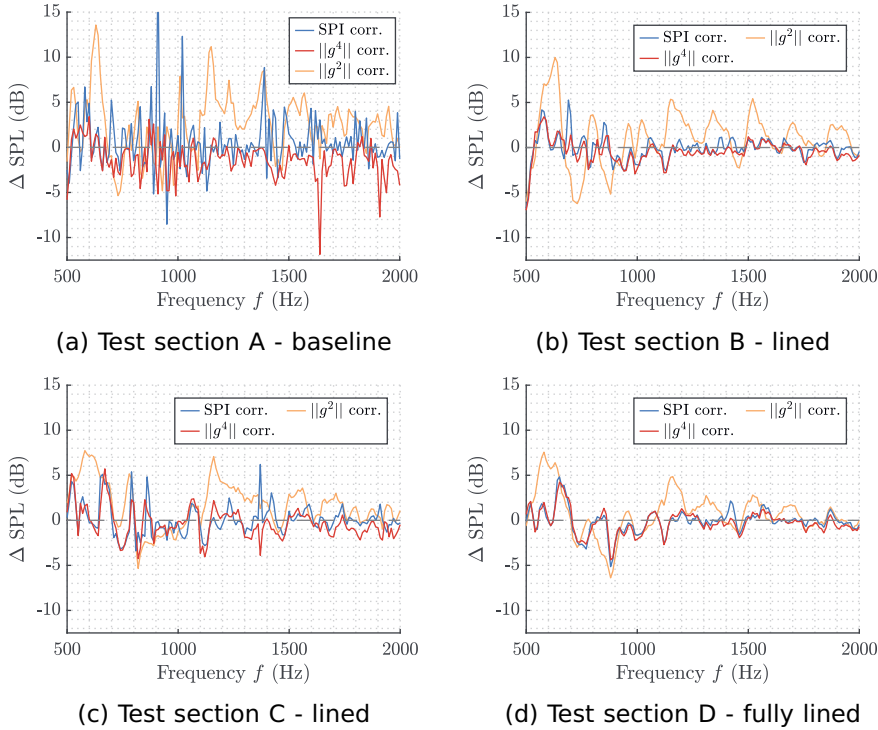 15
10
5
0
-5
-10
Δ SPL (dB)
SPI corr.
||g⁴|| corr.
||g²|| corr.
500 1000 1500 2000
Frequency f (Hz)
(a) Test section A - baseline
15
10
5
0
-5
-10
Δ SPL (dB)
SPI corr. ||g²|| corr.
||g⁴|| corr.
500 1000 1500 2000
Frequency f (Hz)
(b) Test section B - lined
15
10
5
0
-5
-10
Δ SPL (dB)
SPI corr. ||g²|| corr.
||g⁴|| corr.
500 1000 1500 2000
Frequency f (Hz)
(c) Test section C - lined
15
10
5
0
-5
-10
Δ SPL (dB)
SPI corr. ||g²|| corr.
||g⁴|| corr.
500 1000 1500 2000
Frequency f (Hz)
(d) Test section D - fully lined